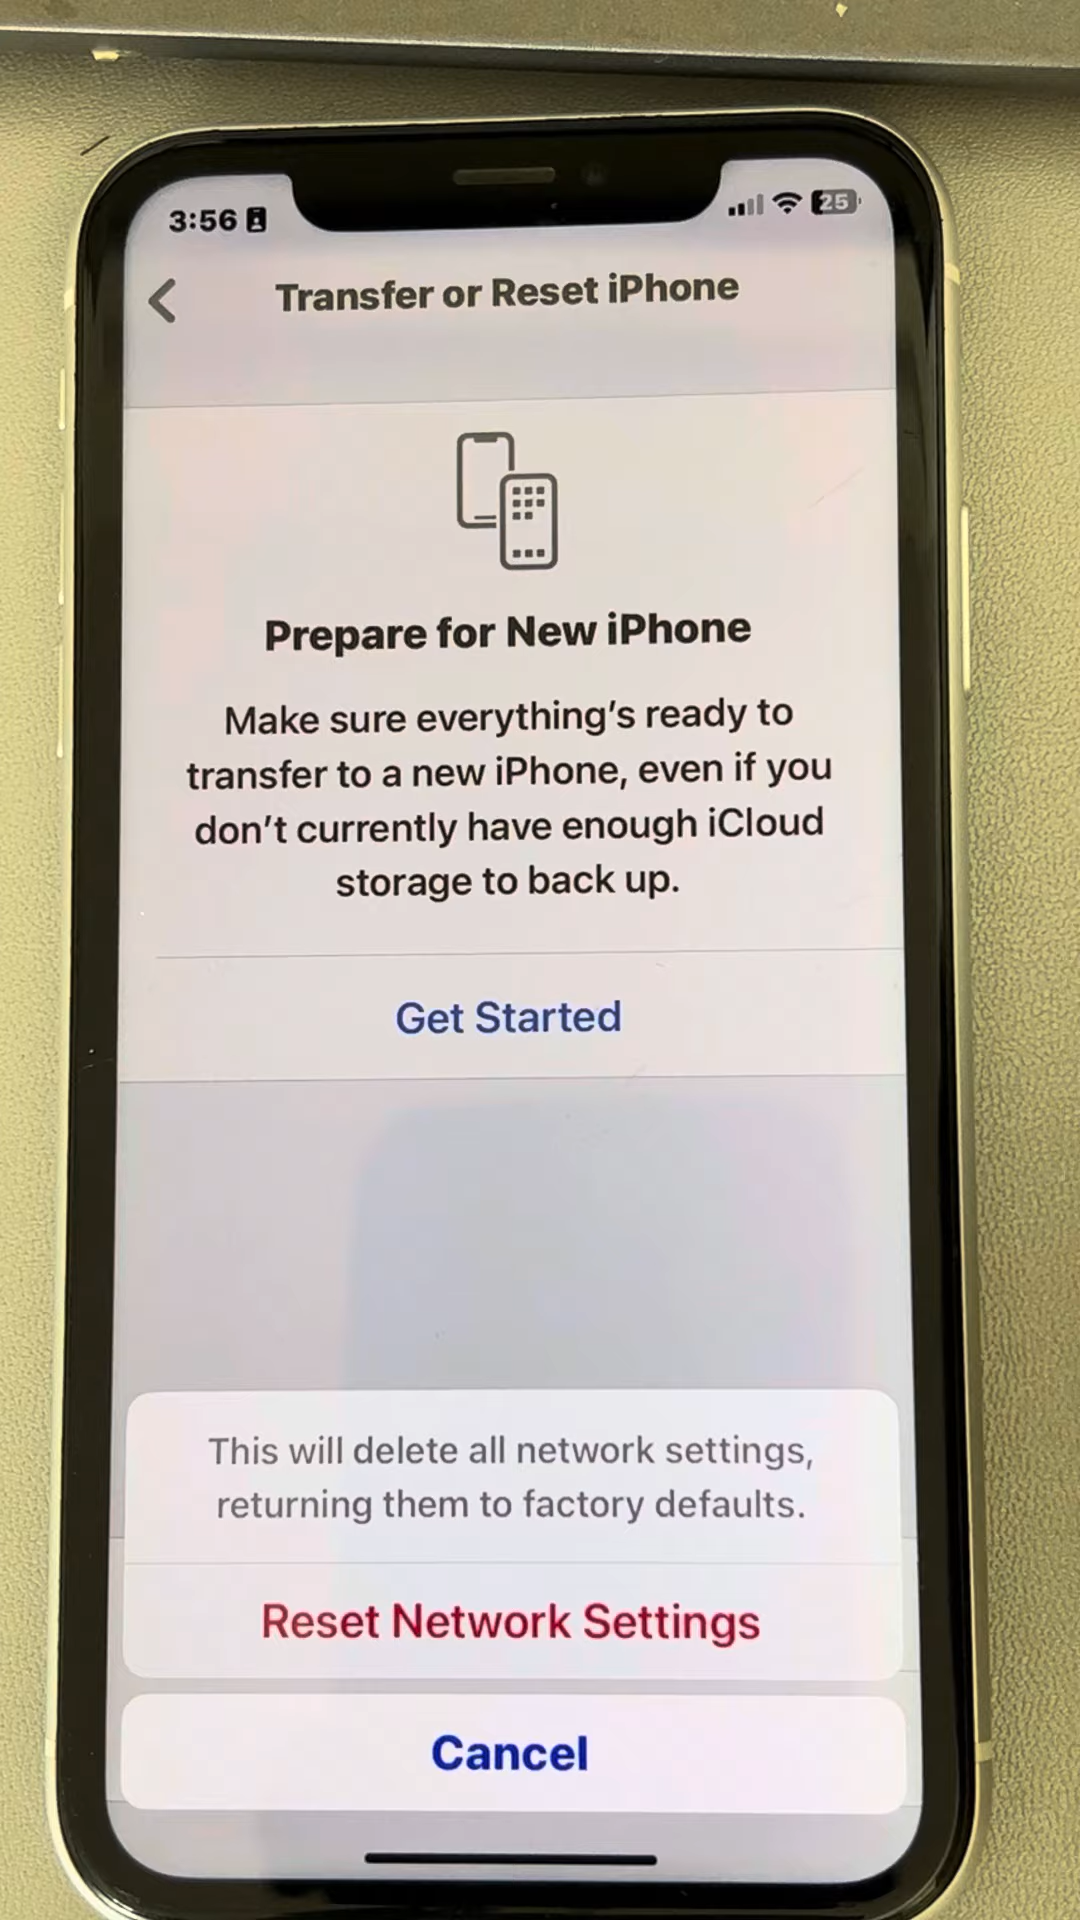 3:56
25
Transfer or Reset iPhone
Prepare for New iPhone
Make sure everything's ready to
transfer to a new iPhone, even if you
don't currently have enough iCloud
storage to back up.
Get Started
This will delete all network settings,
returning them to factory defaults.
Reset Network Settings
Cancel